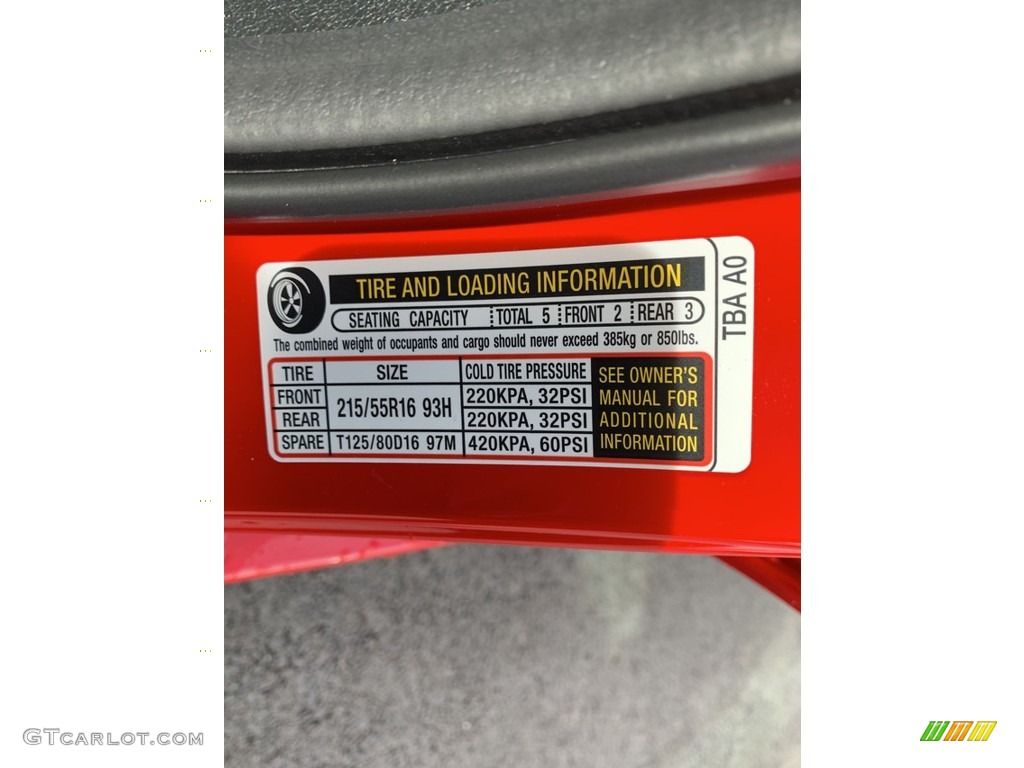 TIRE AND LOADING INFORMATION
SEATING CAPACITY TOTAL 5 FRONT 2 REAR 3
The combined weight of occupants and cargo should never exceed 385kg or 850lbs.
TIRE SIZE COLD TIRE PRESSURE
FRONT 215/55R16 93H 220KPA, 32PSI
REAR 220KPA, 32PSI
SPARE T125/80D16 97M 420KPA, 60PSI
SEE OWNER'S
MANUAL FOR
ADDITIONAL
INFORMATION
TBA A0
GTCARLOT.COM